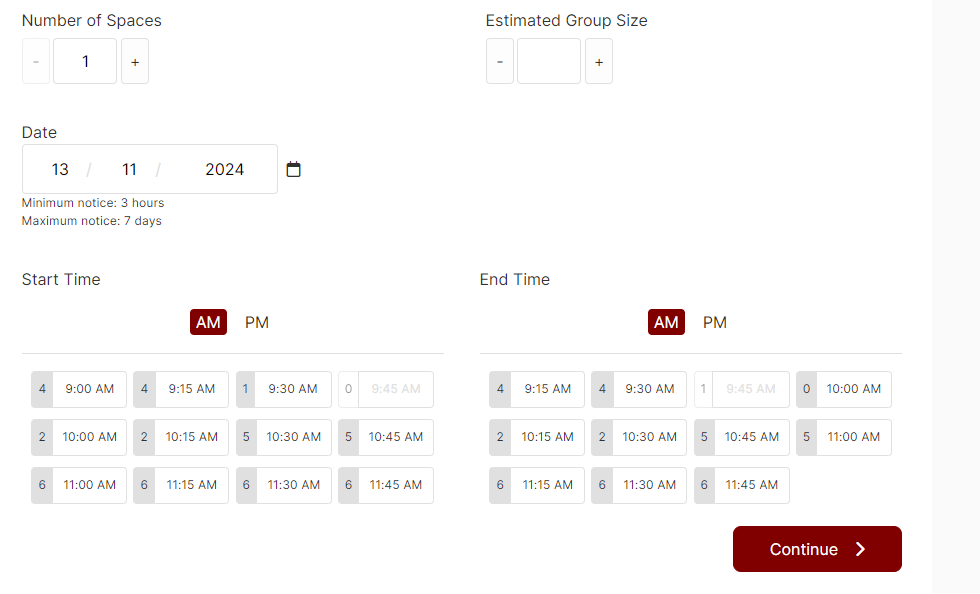 Number of Spaces Estimated Group Size
- 1 + - +
Date
13 / 11 / 2024
Minimum notice: 3 hours
Maximum notice: 7 days
Start Time End Time
AM PM AM PM
4 9:00 AM 4 9:15 AM 1 9:30 AM 0 9:45 AM 4 9:15 AM 4 9:30 AM 1 9:45 AM 0 10:00 AM
2 10:00 AM 2 10:15 AM 5 10:30 AM 5 10:45 AM 2 10:15 AM 2 10:30 AM 5 10:45 AM 5 11:00 AM
6 11:00 AM 6 11:15 AM 6 11:30 AM 6 11:45 AM 6 11:15 AM 6 11:30 AM 6 11:45 AM
Continue